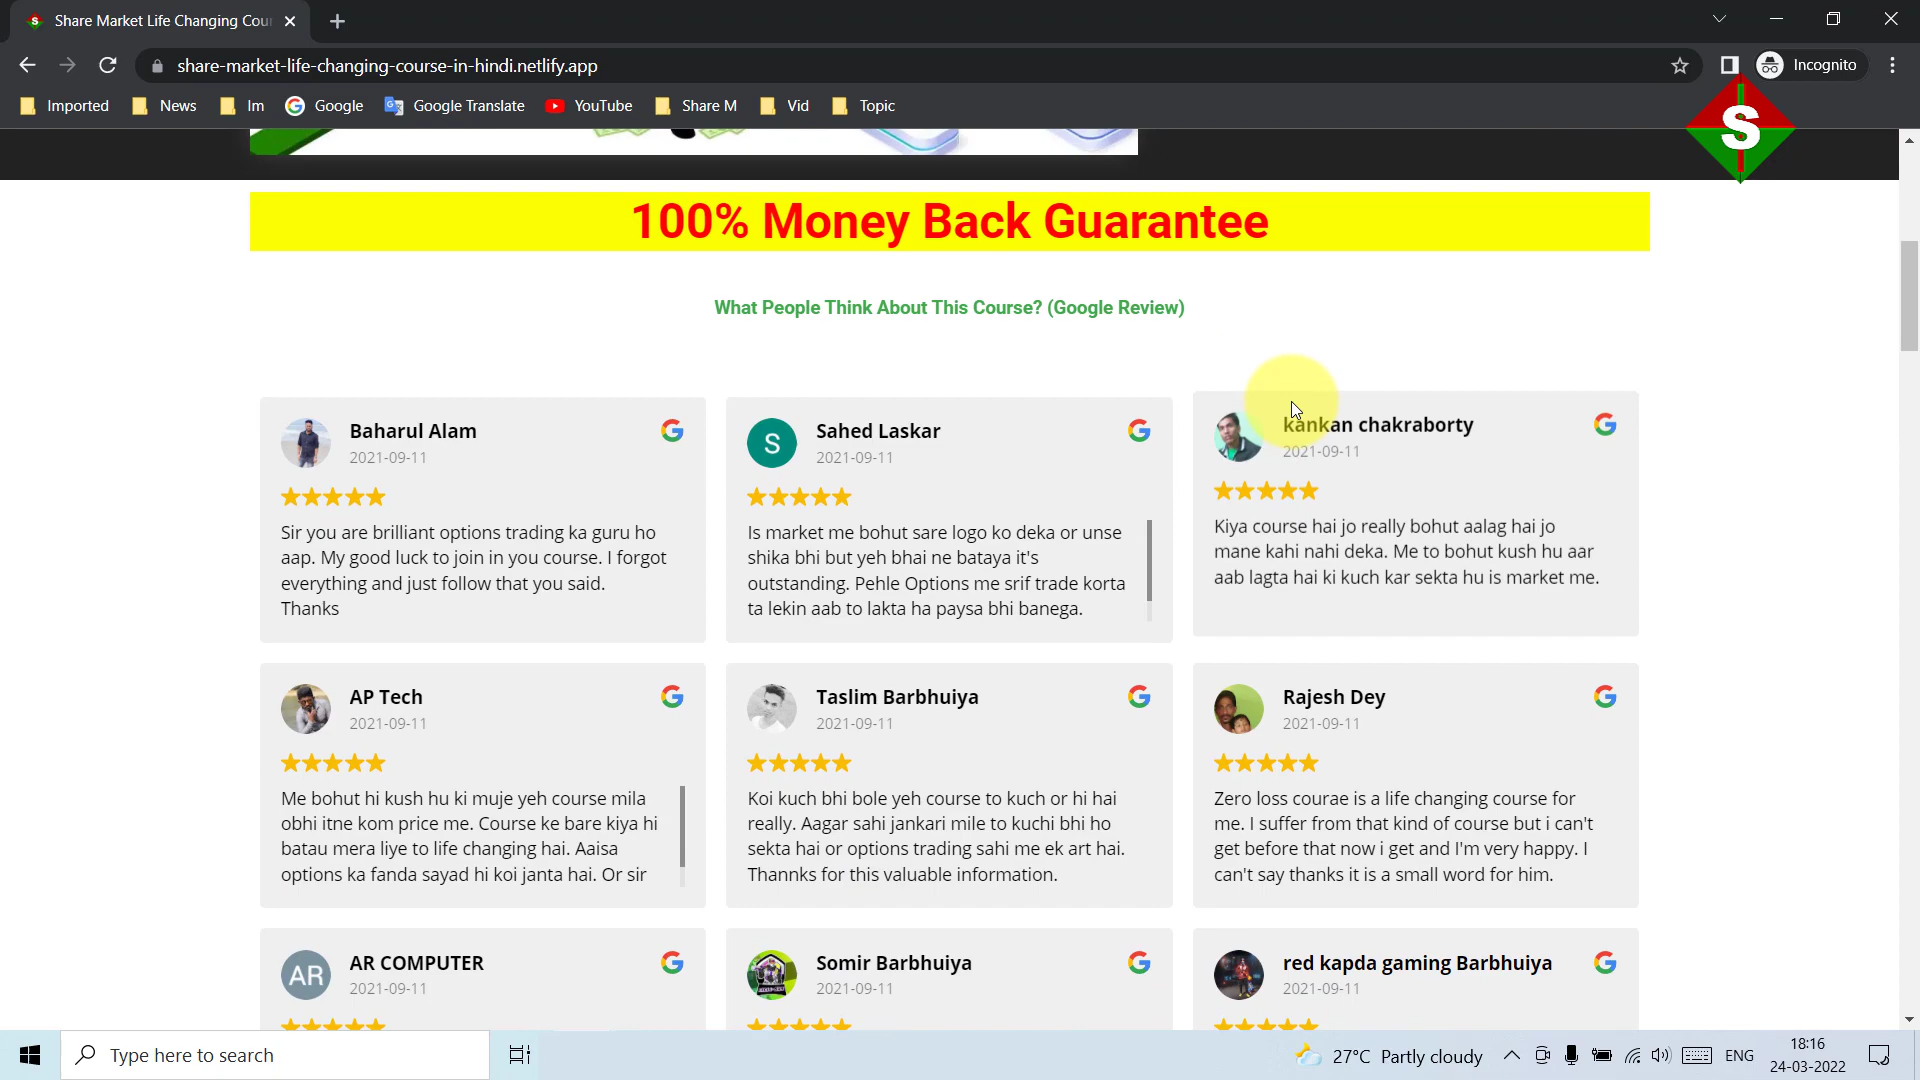 Share Market Life Changing Cou
share-market-life-changing-course-in-hindi.netlify.app
Incognito
Imported
News
Im
Google
Google Translate
YouTube
Share M
Vid
Topic
S
100% Money Back Guarantee
What People Think About This Course? (Google Review)
Baharul Alam
2021-09-11
Sir you are brilliant options trading ka guru ho
aap. My good luck to join in you course. I forgot
everything and just follow that you said.
Thanks
S
Sahed Laskar
2021-09-11
Is market me bohut sare logo ko deka or unse
shika bhi but yeh bhai ne bataya it's
outstanding. Pehle Options me srif trade korta
ta lekin aab to lakta ha paysa bhi banega.
kankan chakraborty
2021-09-11
Kiya course hai jo really bohut aalag hai jo
mane kahi nahi deka. Me to bohut kush hu aar
aab lagta hai ki kuch kar sekta hu is market me.
AP Tech
2021-09-11
Me bohut hi kush hu ki muje yeh course mila
obhi itne kom price me. Course ke bare kiya hi
batau mera liye to life changing hai. Aaisa
options ka fanda sayad hi koi janta hai. Or sir
Taslim Barbhuiya
2021-09-11
Koi kuch bhi bole yeh course to kuch or hi hai
really. Aagar sahi jankari mile to kuchi bhi ho
sekta hai or options trading sahi me ek art hai.
Thannks for this valuable information.
Rajesh Dey
2021-09-11
Zero loss courae is a life changing course for
me. I suffer from that kind of course but i can't
get before that now i get and I'm very happy. I
can't say thanks it is a small word for him.
AR
AR COMPUTER
2021-09-11
Somir Barbhuiya
2021-09-11
red kapda gaming Barbhuiya
2021-09-11
Type here to search
27°C Partly cloudy
ENG
18:16
24-03-2022